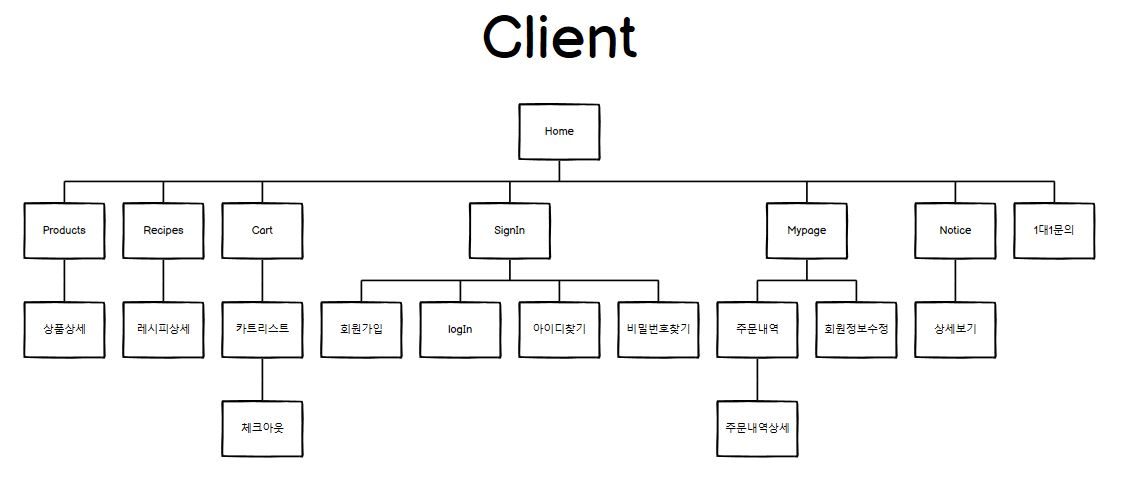 Client
Home
Products
Recipes
Cart
SignIn
Mypage
Notice
1대1문의
상품상세
레시피상세
카트리스트
회원가입
logIn
아이디찾기
비밀번호찾기
주문내역
회원정보수정
상세보기
체크아웃
주문내역상세